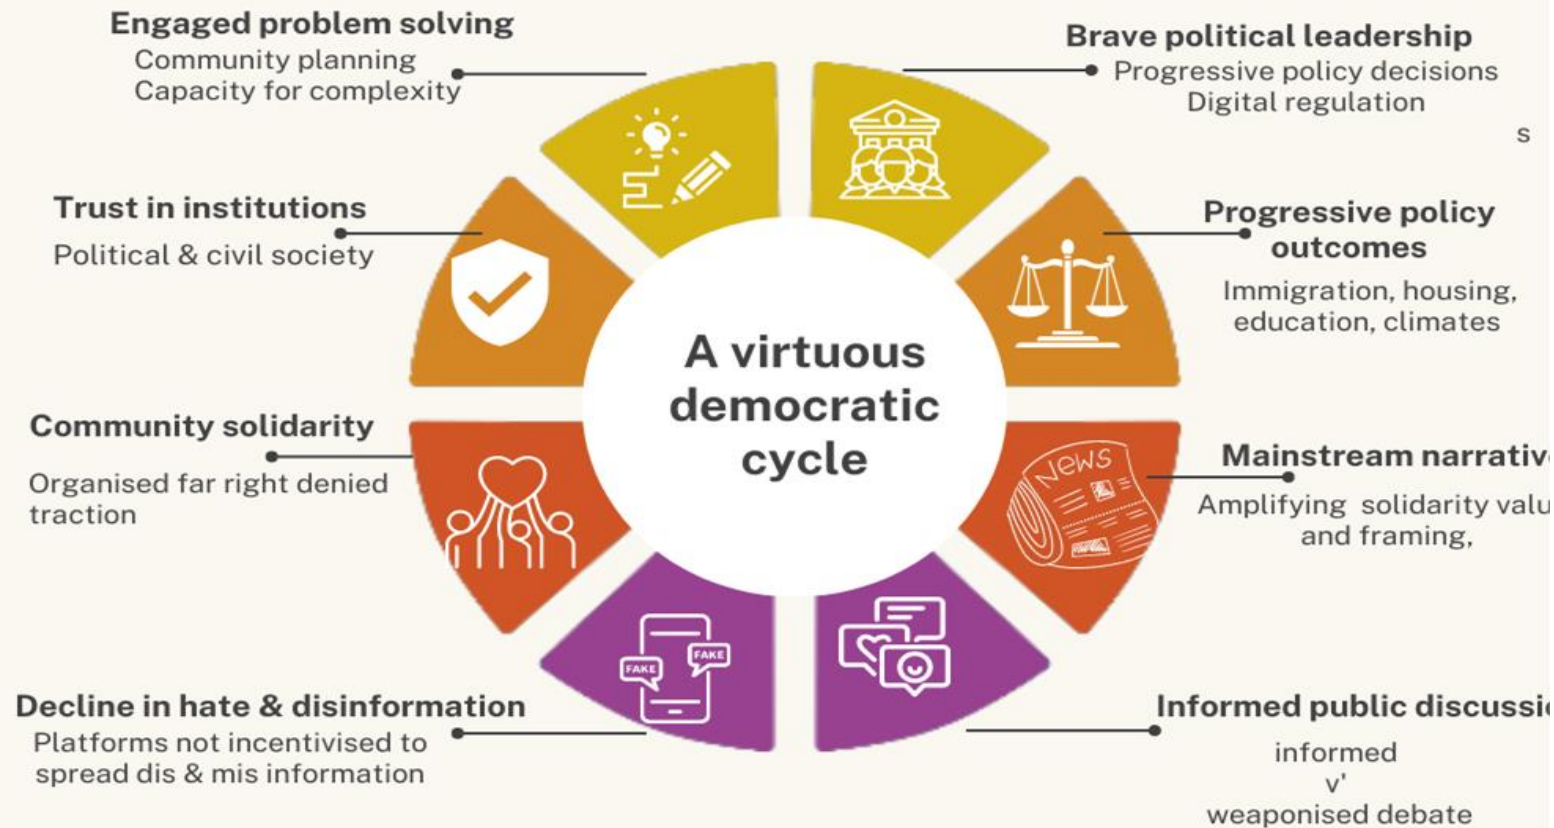 Engaged problem solving
Community planning
Capacity for complexity
Brave political leadership
Progressive policy decisions
Digital regulation
s
Trust in institutions
Political & civil society
Progressive policy
outcomes
Immigration, housing,
education, climates
A virtuous
democratic
cycle
Community solidarity
Organised far right denied
traction
NEWS
Mainstream narrativ
Amplifying solidarity valu
and framing,
FAKE
FAKE
Decline in hate & disinformation
Platforms not incentivised to
spread dis & mis information
Informed public discussi
informed
v'
weaponised debate